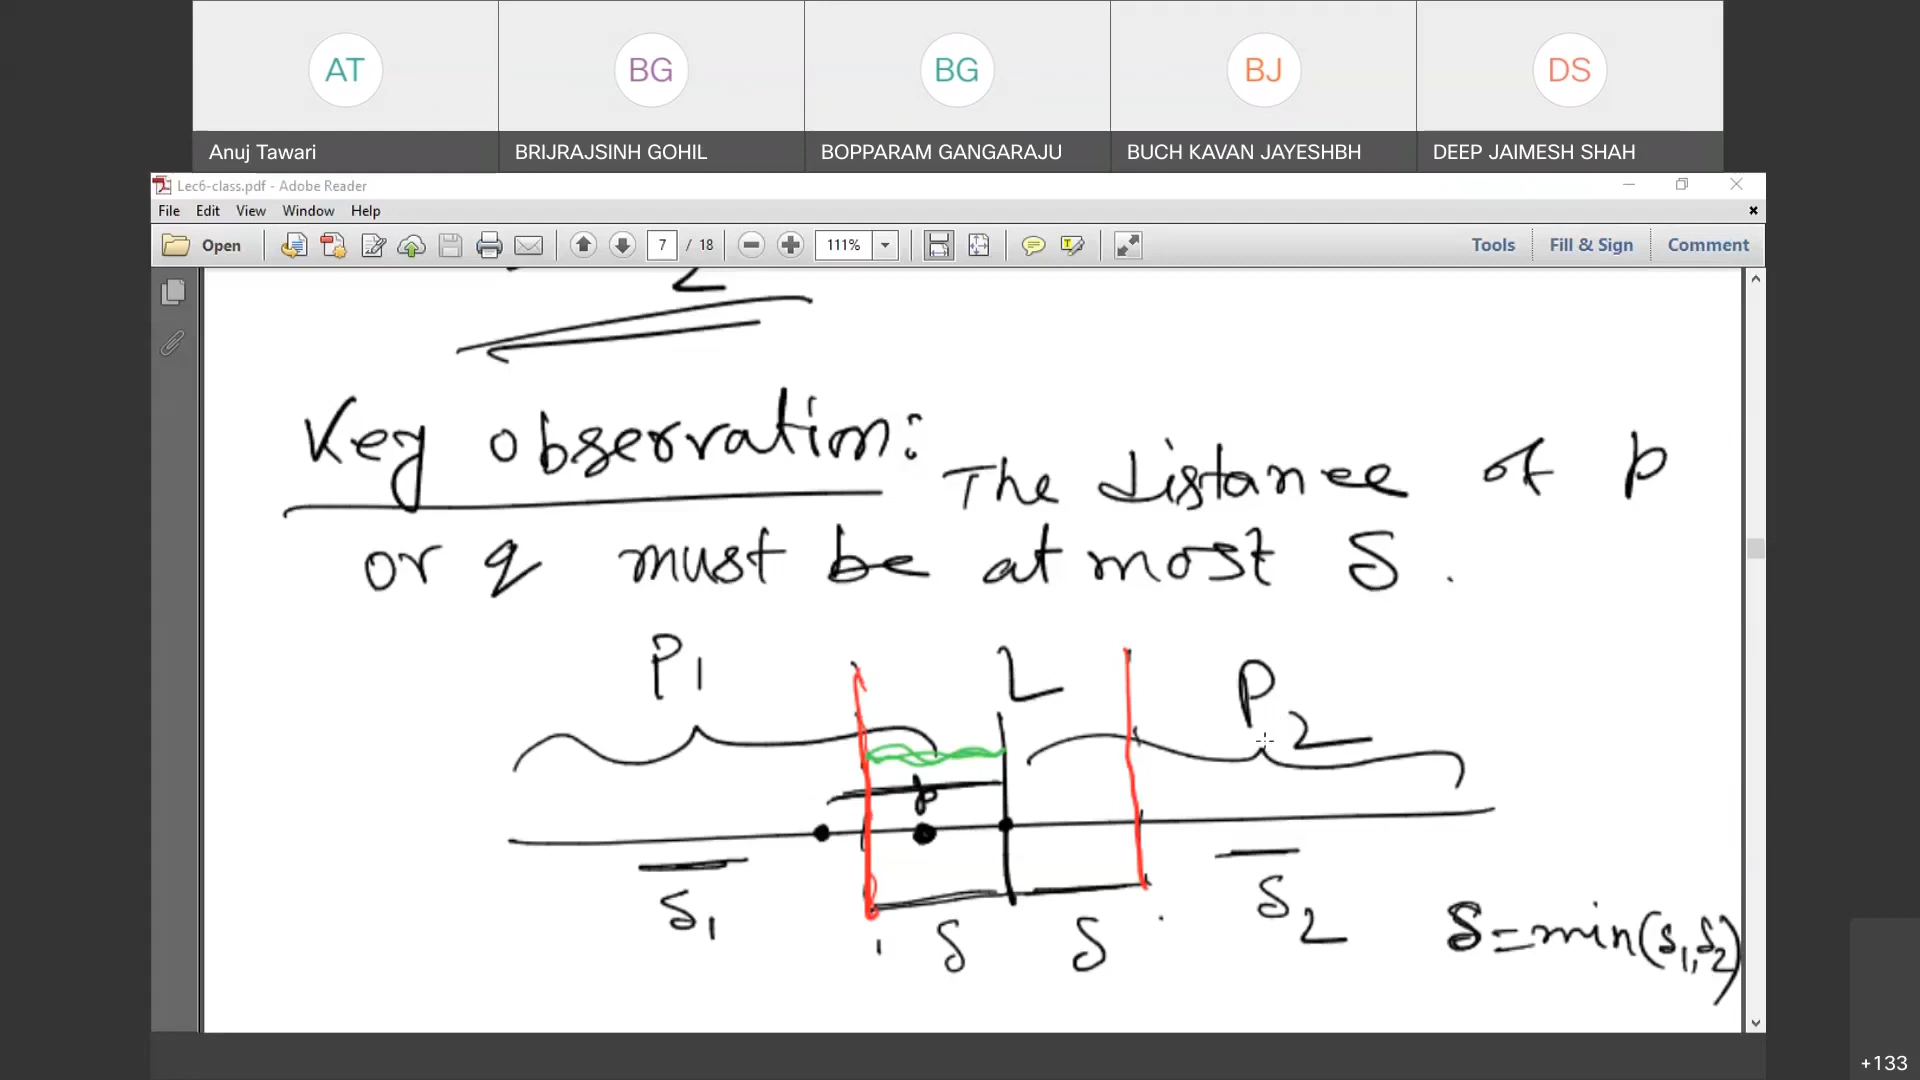 AT BG BG BJ DS
Anuj Tawari BRIJRAJSINH GOHIL BOPPARAM GANGARAJU BUCH KAVAN JAYESHBH DEEP JAIMESH SHAH
Lec6-class.pdf - Adobe Reader
File Edit View Window Help
Open 7 / 18 111% Tools Fill & Sign Comment
2
Key observation: The distance of p
or q must be at most δ.
P1 L P2
p
δ1 δ δ δ2 δ=min(δ1,δ2)
+133